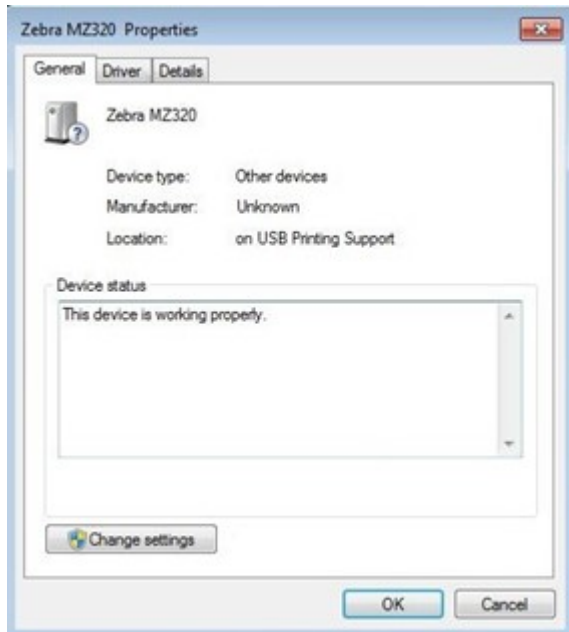 Zebra MZ320 Properties
General Driver Details
Zebra MZ320
Device type: Other devices
Manufacturer: Unknown
Location: on USB Printing Support
Device status
This device is working properly.
Change settings
OK Cancel